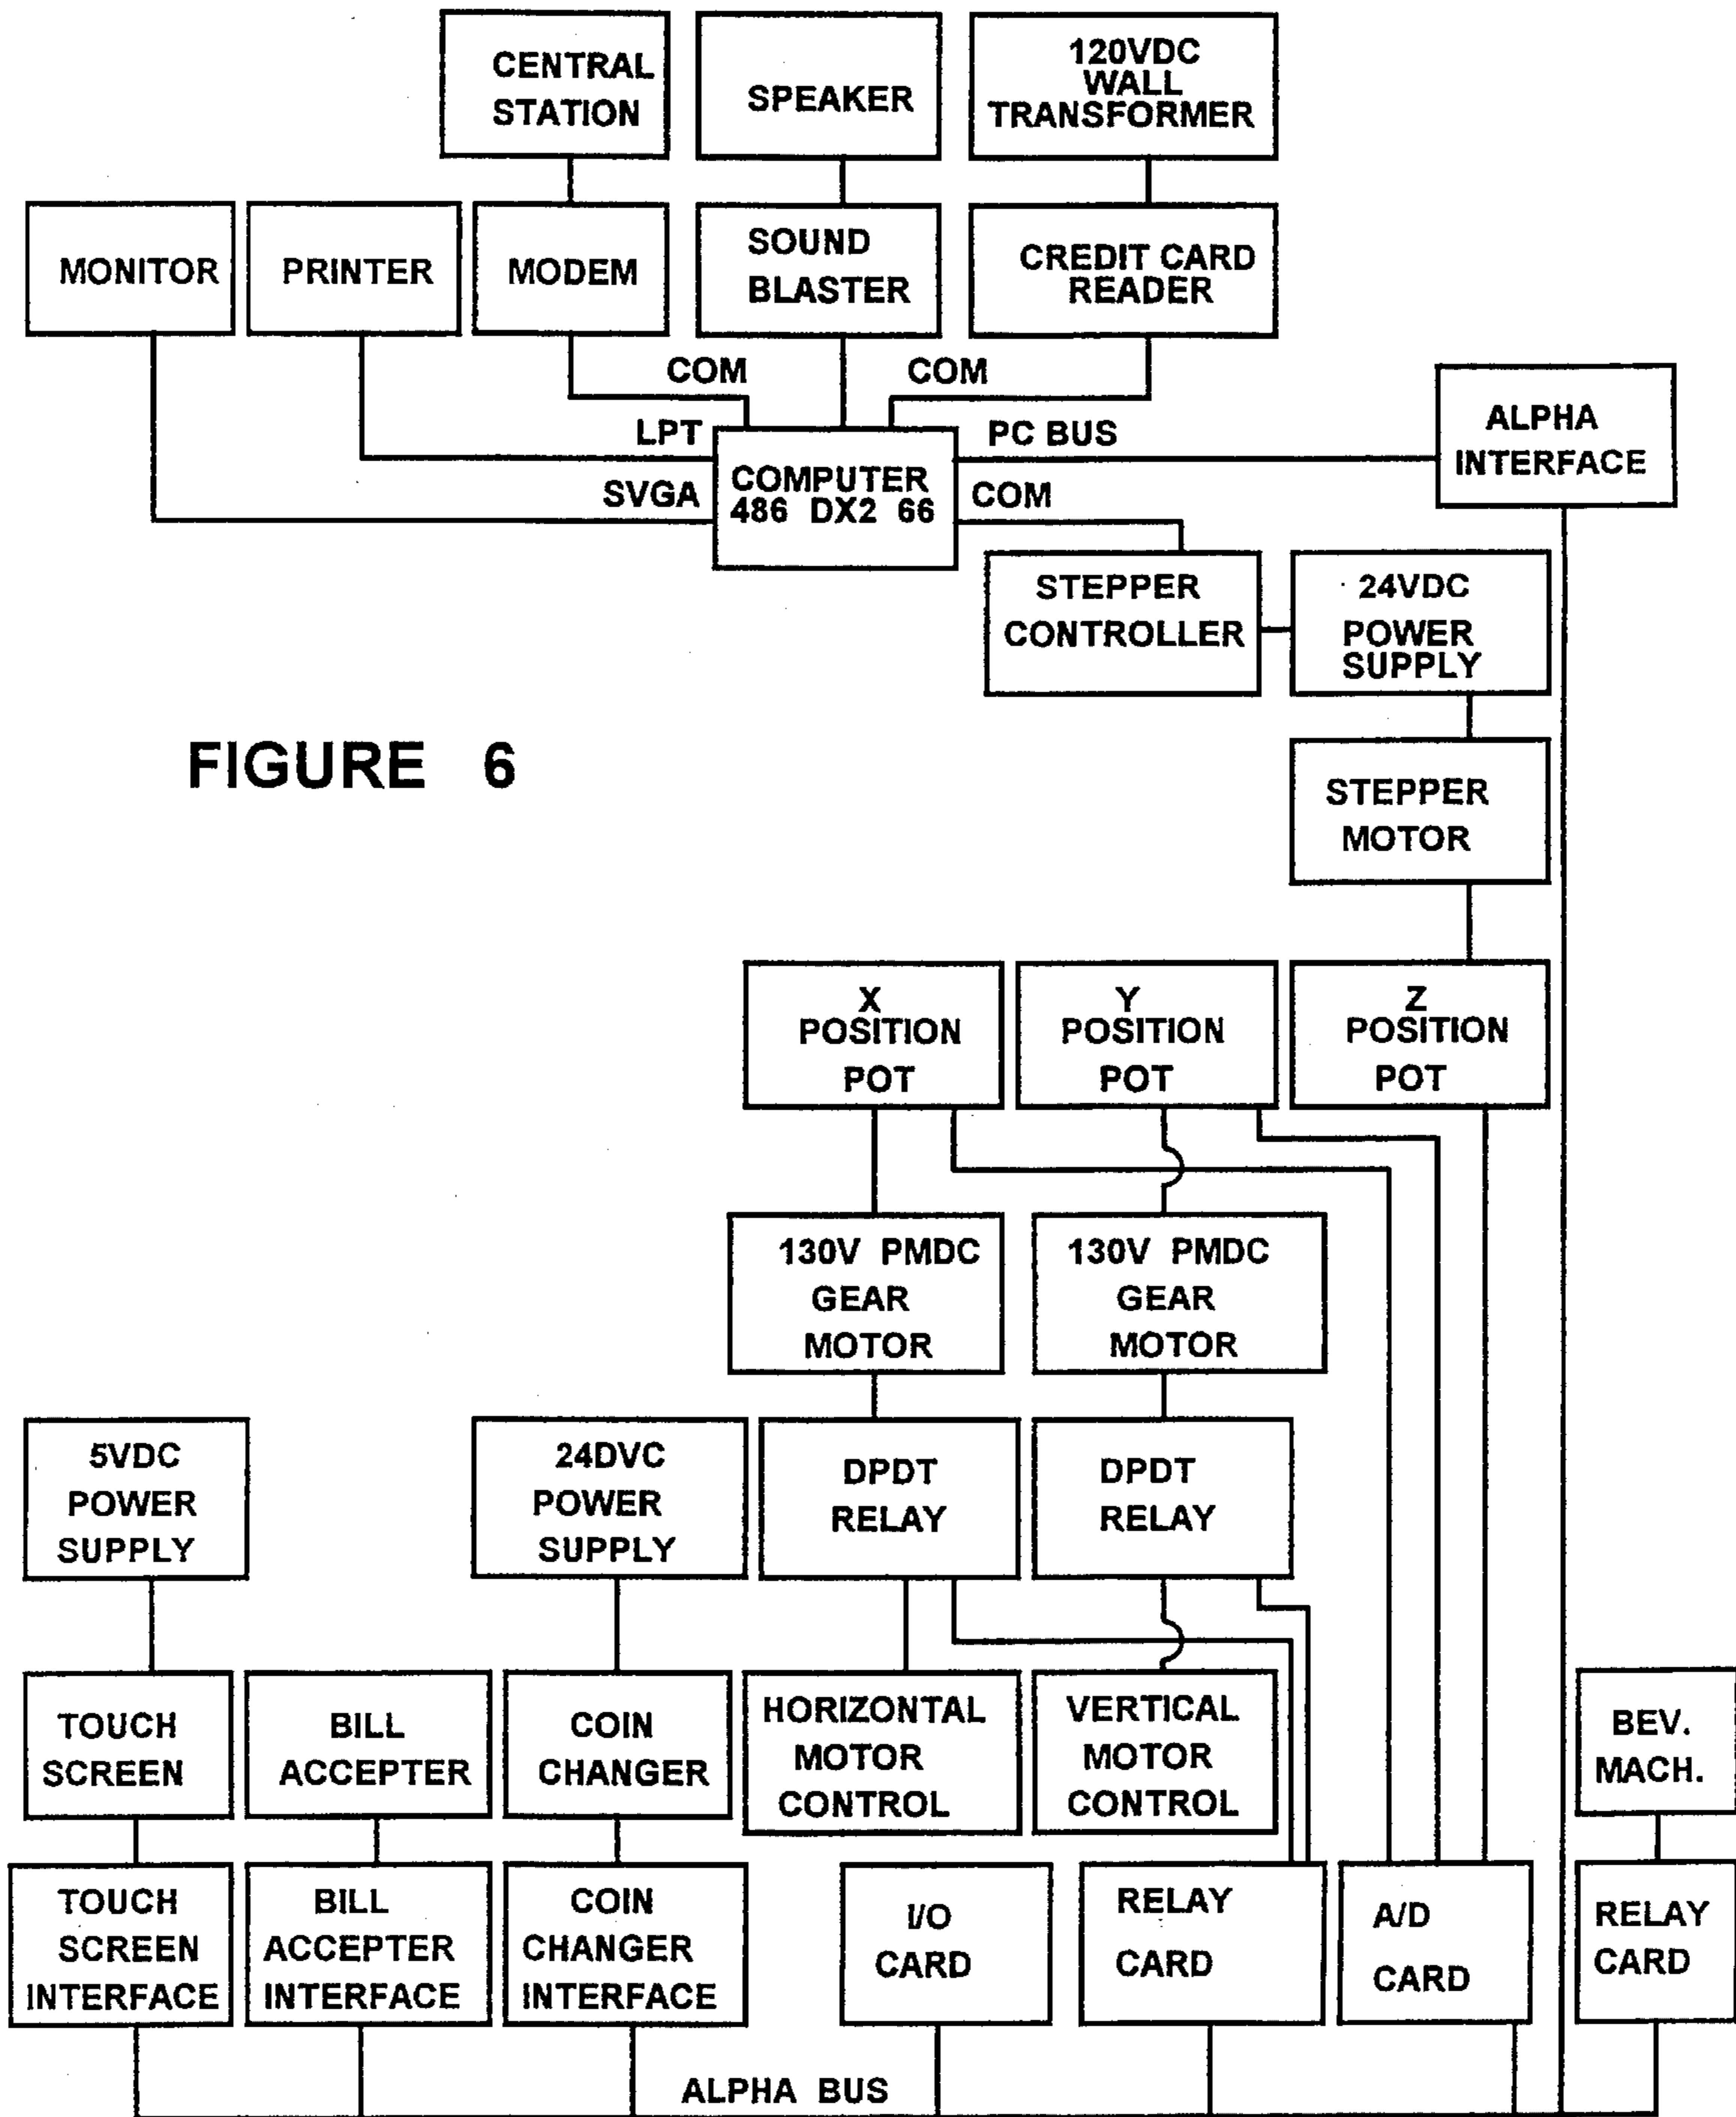 CENTRAL
STATION
SPEAKER
120VDC
WALL
TRANSFORMER
MONITOR
PRINTER
MODEM
SOUND
BLASTER
CREDIT CARD
READER
COM
COM
LPT
PC BUS
SVGA
COM
COMPUTER
486 DX2 66
ALPHA
INTERFACE
STEPPER
CONTROLLER
24VDC
POWER
SUPPLY
FIGURE 6
STEPPER
MOTOR
X
POSITION
POT
Y
POSITION
POT
Z
POSITION
POT
130V PMDC
GEAR
MOTOR
130V PMDC
GEAR
MOTOR
5VDC
POWER
SUPPLY
24DVC
POWER
SUPPLY
DPDT
RELAY
DPDT
RELAY
TOUCH
SCREEN
BILL
ACCEPTER
COIN
CHANGER
HORIZONTAL
MOTOR
CONTROL
VERTICAL
MOTOR
CONTROL
BEV.
MACH.
TOUCH
SCREEN
INTERFACE
BILL
ACCEPTER
INTERFACE
COIN
CHANGER
INTERFACE
I/O
CARD
RELAY
CARD
A/D
CARD
RELAY
CARD
ALPHA BUS